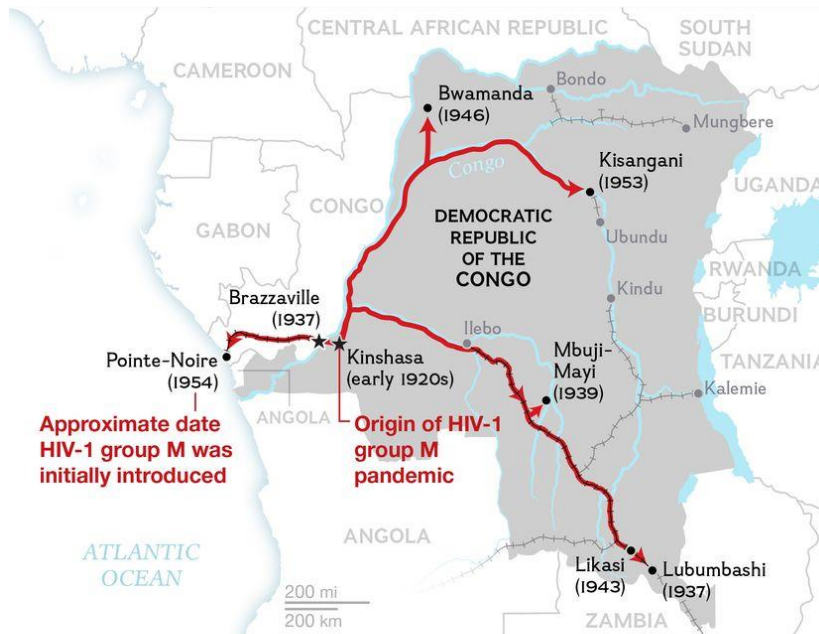 CENTRAL AFRICAN REPUBLIC
SOUTH
SUDAN
CAMEROON
Bondo
Bwamanda
(1946)
Mungbere
Congo
Kisangani
(1953)
UGANDA
CONGO
GABON
DEMOCRATIC
REPUBLIC
OF THE
CONGO
Ubundu
RWANDA
Kindu
BURUNDI
Brazzaville
(1937)
Ilebo
Mbuji-
Mayi
(1939)
TANZANIA
Pointe-Noire
(1954)
Kinshasa
(early 1920s)
Kalemie
ANGOLA
Approximate date
HIV-1 group M was
initially introduced
Origin of HIV-1
group M
pandemic
ANGOLA
ATLANTIC
OCEAN
Likasi
(1943)
Lubumbashi
(1937)
200 mi
200 km
ZAMBIA